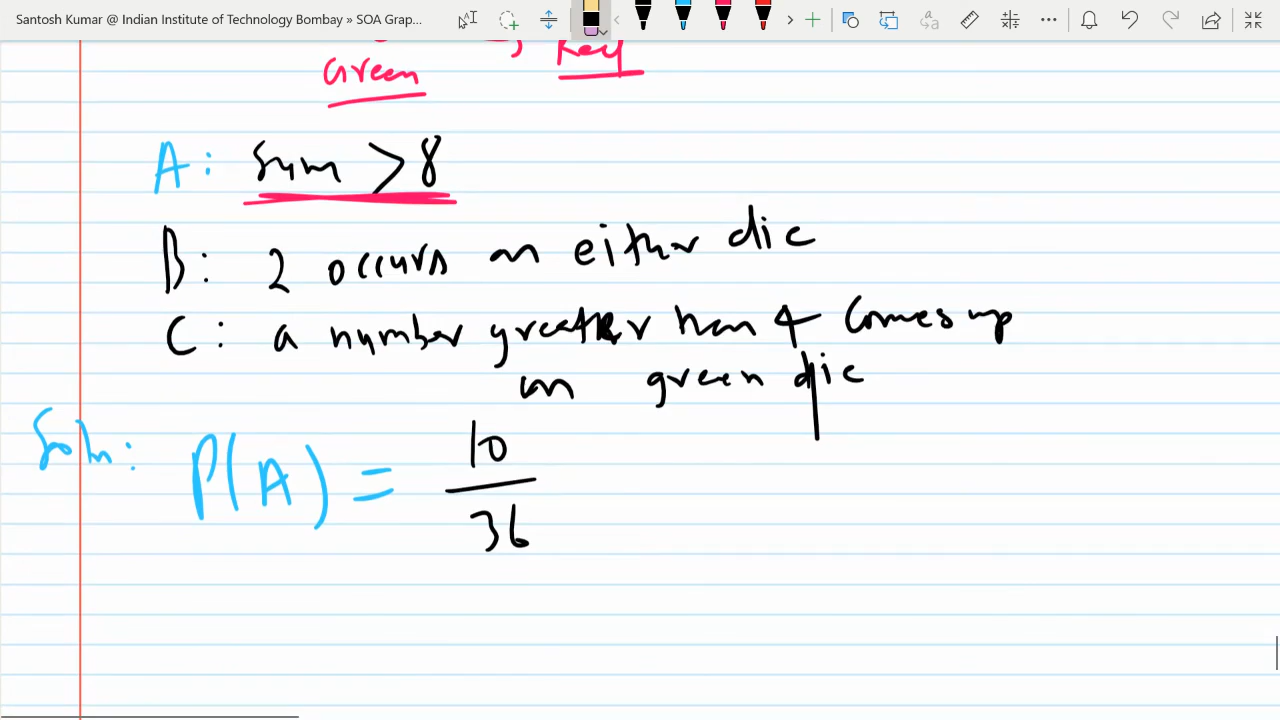 Santosh Kumar @ Indian Institute of Technology Bombay » SOA Grap...
Green
A: Sum >8
B: 2 occurs on either die
C: a number greater han 4 Comes up
on green die
Soln: P(A) = 10
36